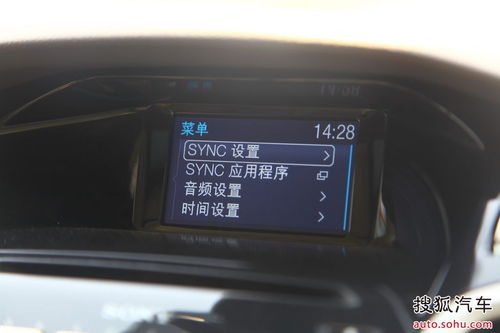 菜单 14:28
SYNC 设置
SYNC 应用程序
音频设置
时间设置
搜狐汽车
auto.sohu.com